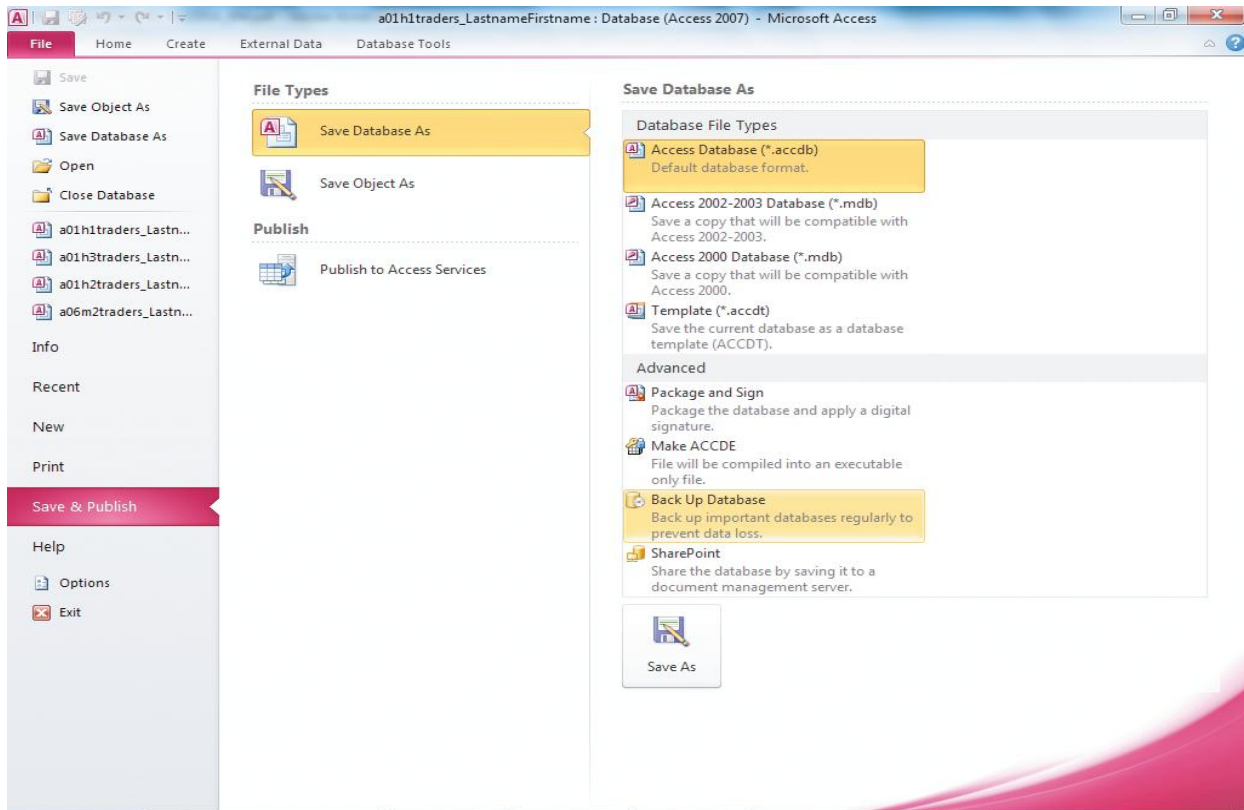 a01h1traders_LastnameFirstname : Database (Access 2007) - Microsoft Access
File Home Create External Data Database Tools
Save
Save Object As
Save Database As
Open
Close Database
a01h1traders_Lastn...
a01h3traders_Lastn...
a01h2traders_Lastn...
a06m2traders_Lastn...
Info
Recent
New
Print
Save & Publish
Help
Options
Exit
File Types
Save Database As
Save Object As
Publish
Publish to Access Services
Save Database As
Database File Types
Access Database (*.accdb)
Default database format.
Access 2002-2003 Database (*.mdb)
Save a copy that will be compatible with
Access 2002-2003.
Access 2000 Database (*.mdb)
Save a copy that will be compatible with
Access 2000.
Template (*.accdt)
Save the current database as a database
template (ACCDT).
Advanced
Package and Sign
Package the database and apply a digital
signature.
Make ACCDE
File will be compiled into an executable
only file.
Back Up Database
Back up important databases regularly to
prevent data loss.
SharePoint
Share the database by saving it to a
document management server.
Save As